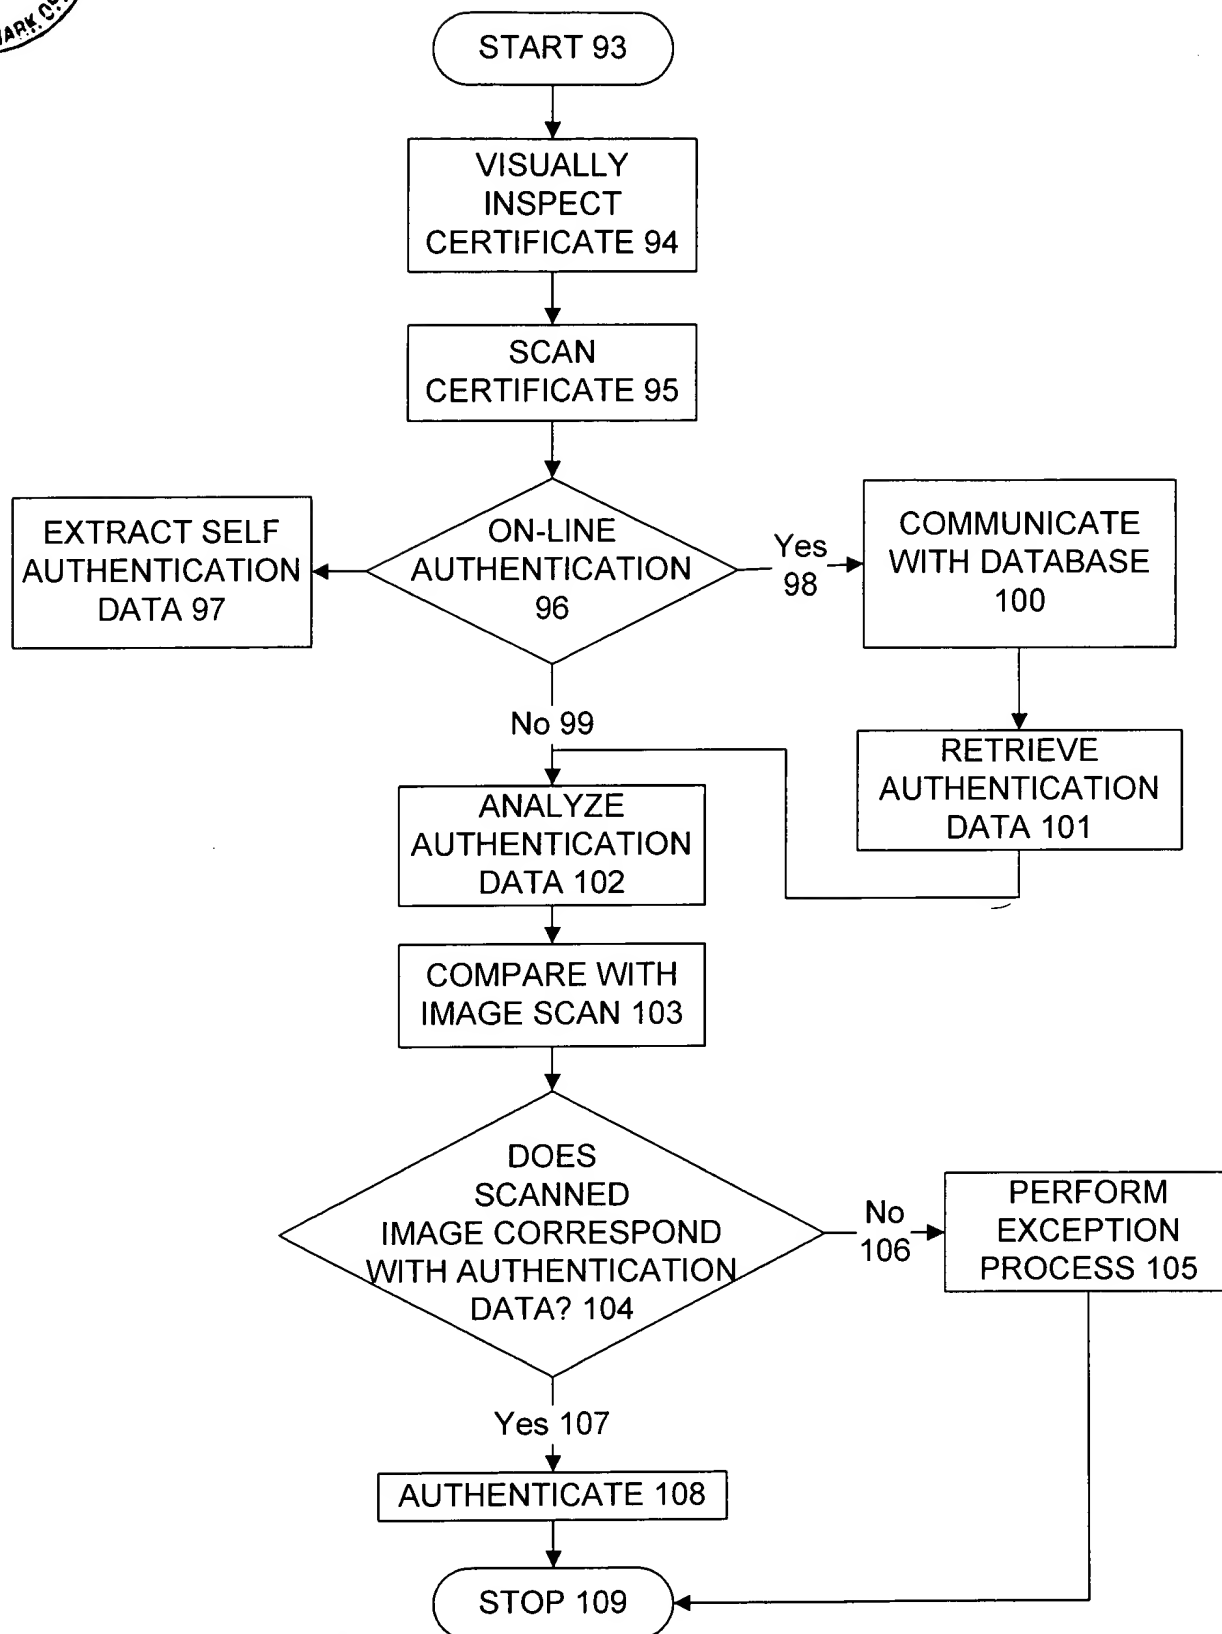 START 93
VISUALLY
INSPECT
CERTIFICATE 94
SCAN
CERTIFICATE 95
ON-LINE
AUTHENTICATION
96
EXTRACT SELF
AUTHENTICATION
DATA 97
Yes
98
COMMUNICATE
WITH DATABASE
100
No 99
RETRIEVE
AUTHENTICATION
DATA 101
ANALYZE
AUTHENTICATION
DATA 102
COMPARE WITH
IMAGE SCAN 103
DOES
SCANNED
IMAGE CORRESPOND
WITH AUTHENTICATION
DATA? 104
No
106
PERFORM
EXCEPTION
PROCESS 105
Yes 107
AUTHENTICATE 108
STOP 109